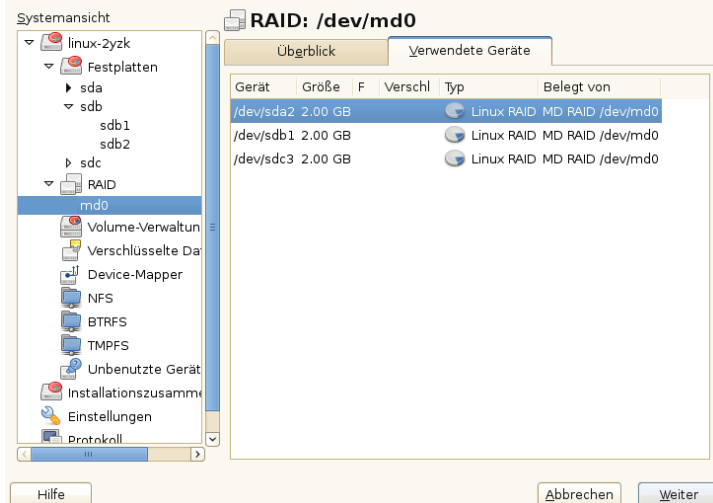 Systemansicht
linux-2yzk
Festplatten
sda
sdb
sdb1
sdb2
sdc
RAID
md0
Volume-Verwaltun
Verschlüsselte Da
Device-Mapper
NFS
BTRFS
TMPFS
Unbenutzte Gerät
Installationszusamme
Einstellungen
Protokoll
RAID: /dev/md0
Überblick
Verwendete Geräte
Gerät Größe F Verschl Typ Belegt von
/dev/sda2 2.00 GB Linux RAID MD RAID /dev/md0
/dev/sdb1 2.00 GB Linux RAID MD RAID /dev/md0
/dev/sdc3 2.00 GB Linux RAID MD RAID /dev/md0
Hilfe
Abbrechen
Weiter